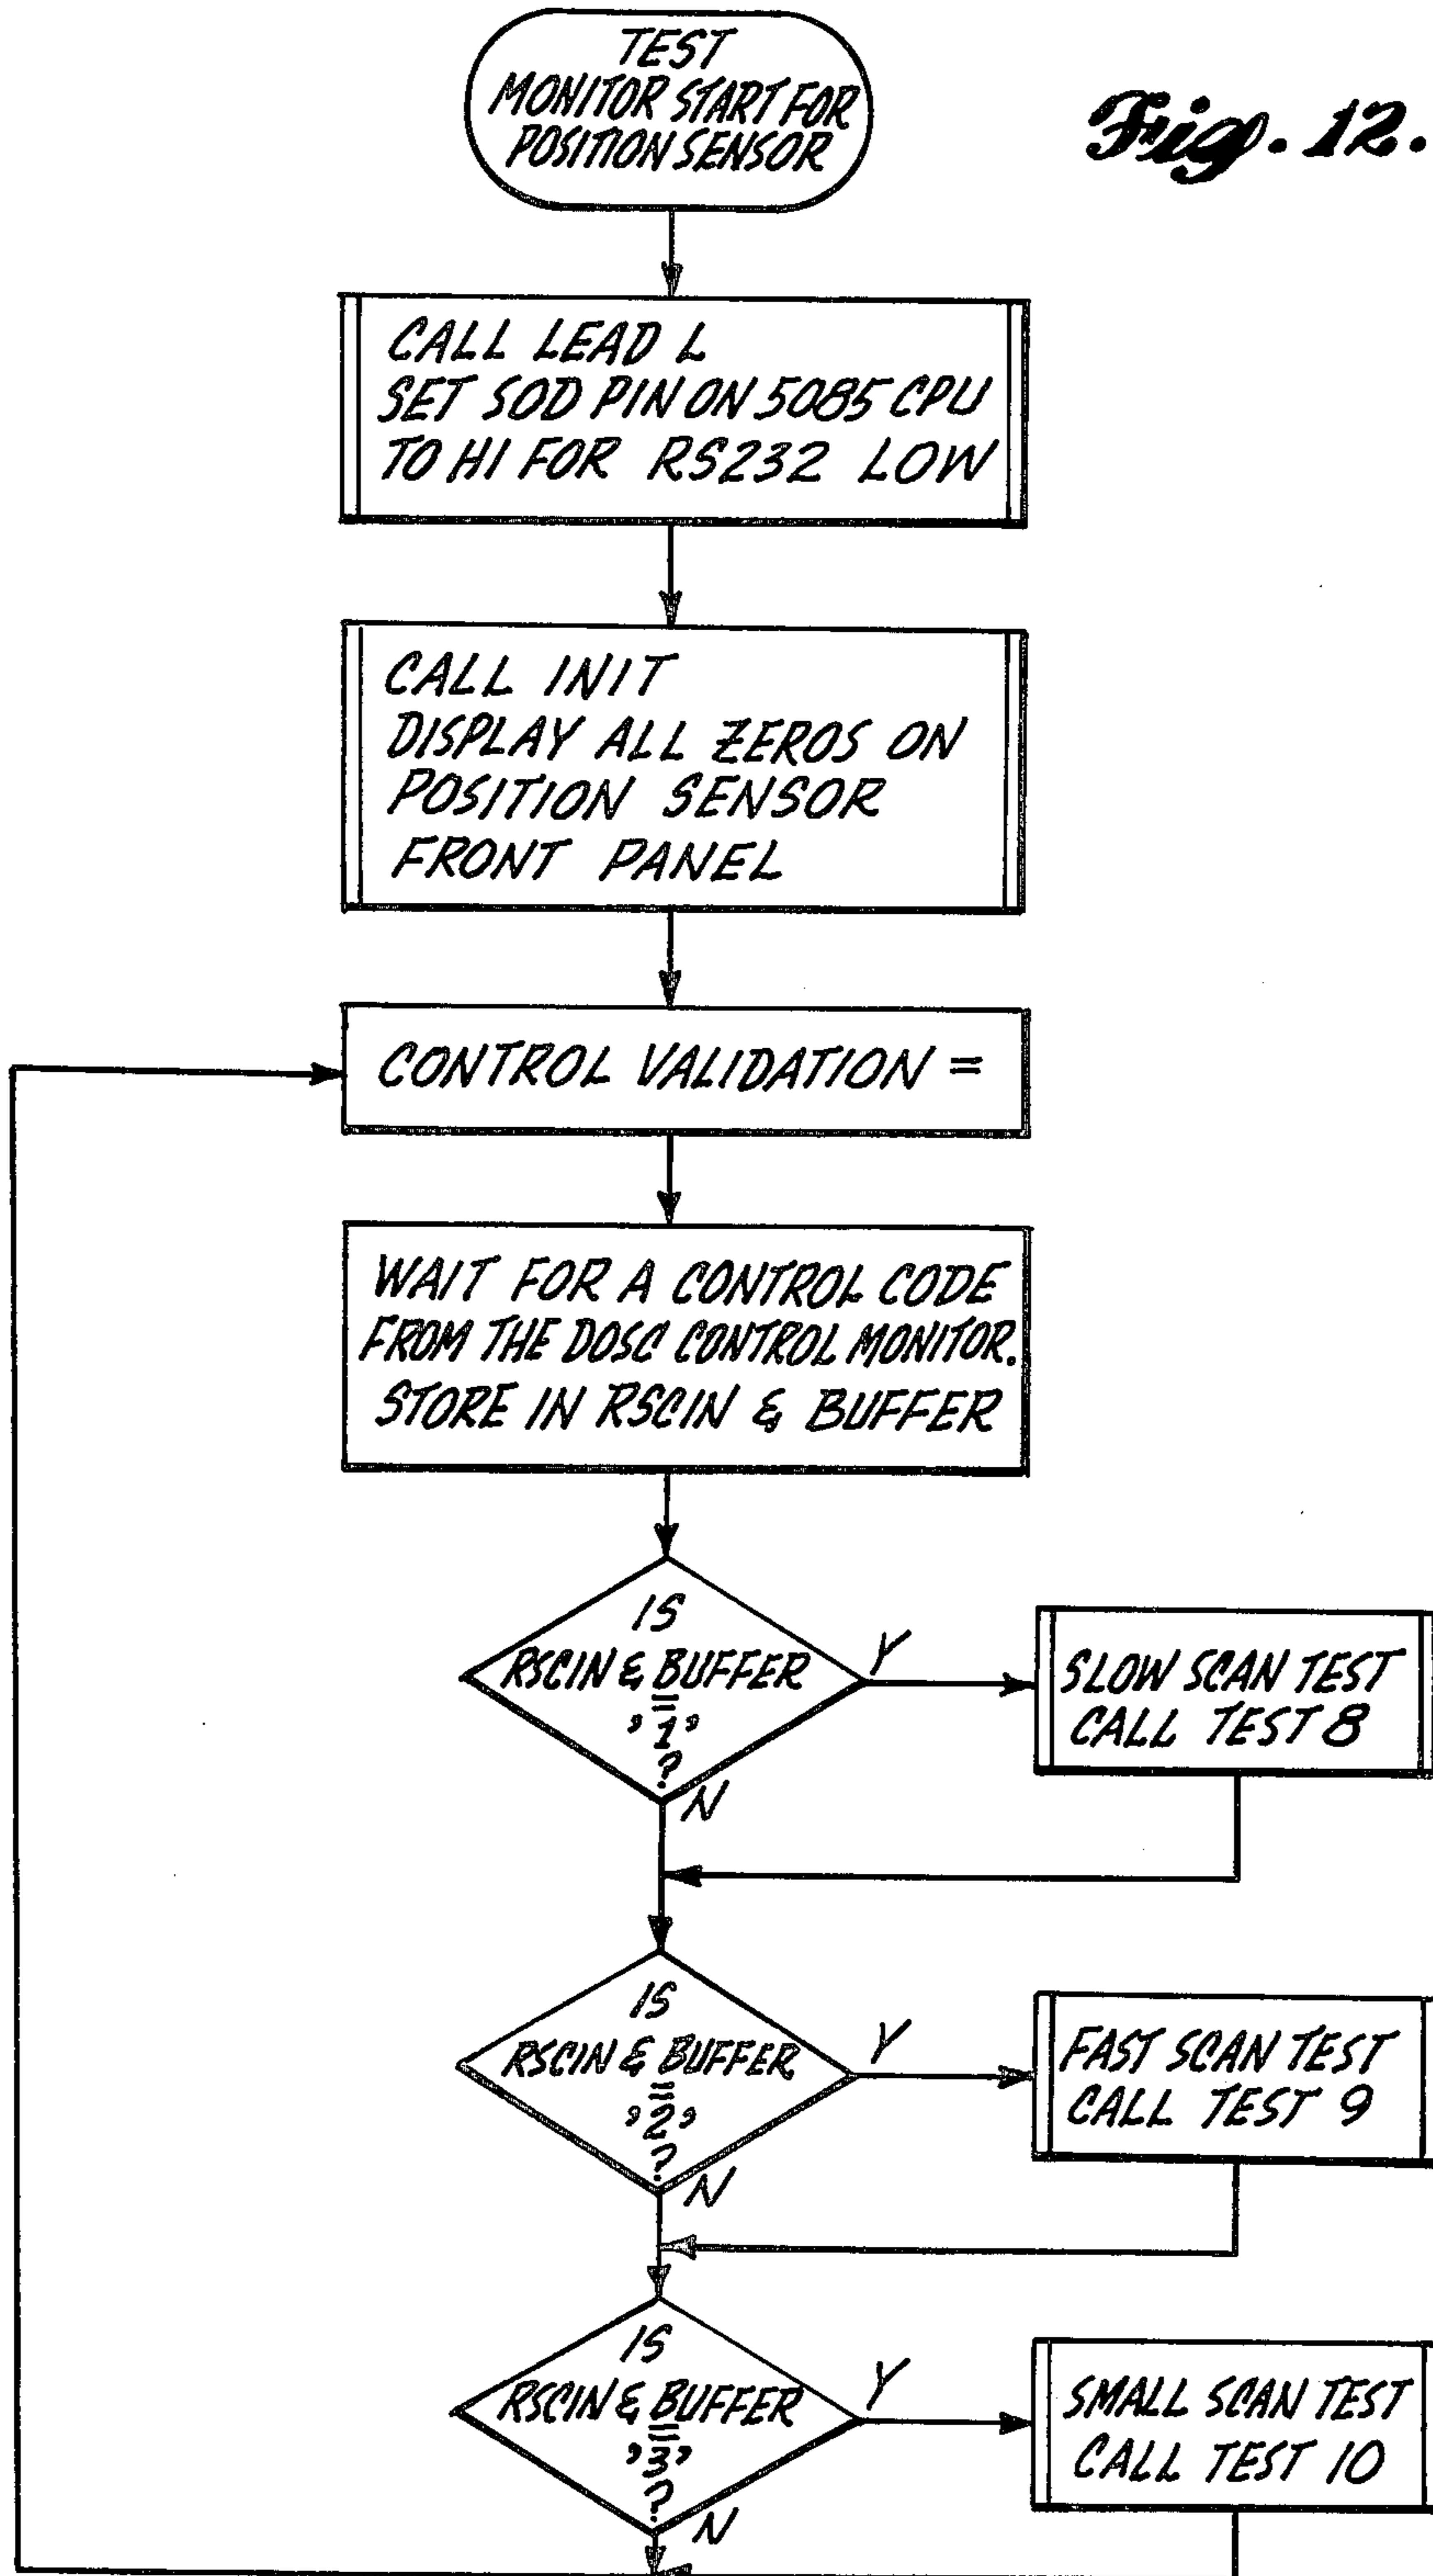 TEST
MONITOR START FOR
POSITION SENSOR
Fig. 12.
CALL LEAD L
SET SOD PIN ON 5085 CPU
TO HI FOR RS232 LOW
CALL INIT
DISPLAY ALL ZEROS ON
POSITION SENSOR
FRONT PANEL
CONTROL VALIDATION =
WAIT FOR A CONTROL CODE
FROM THE DOSC CONTROL MONITOR.
STORE IN RSCIN & BUFFER
IS
RSCIN & BUFFER
=
'1'
?
Y
N
SLOW SCAN TEST
CALL TEST 8
IS
RSCIN & BUFFER
=
'2'
?
Y
N
FAST SCAN TEST
CALL TEST 9
IS
RSCIN & BUFFER
=
'3'
?
Y
N
SMALL SCAN TEST
CALL TEST 10